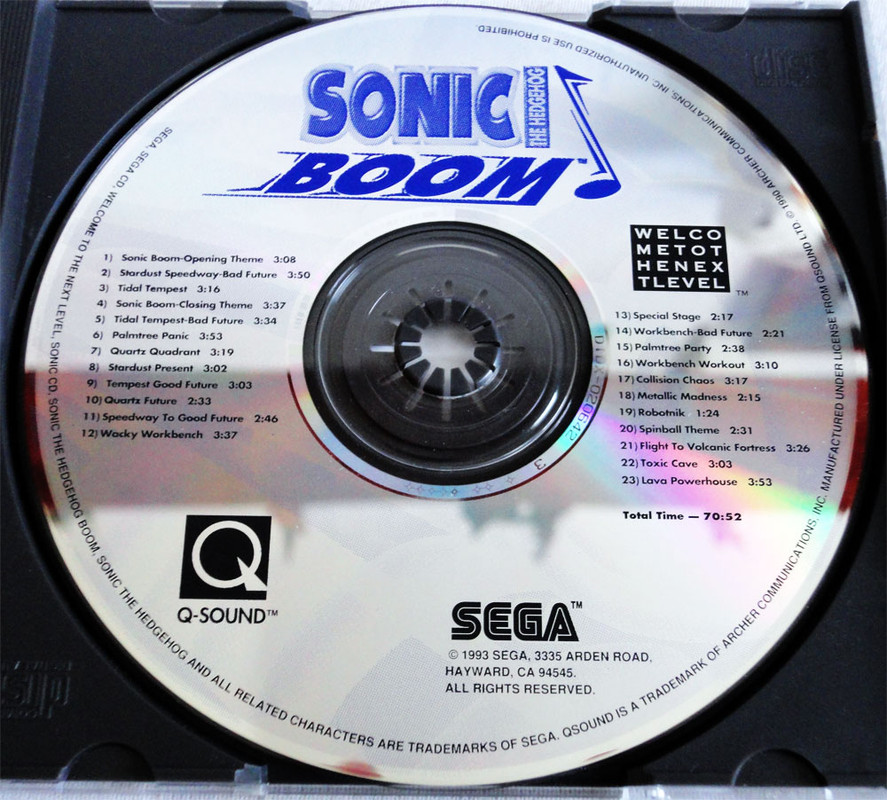 SONIC
THE HEDGEHOG
BOOM™
WELCO
METOT
HENEX
TLEVEL™
1) Sonic Boom-Opening Theme 3:08
2) Stardust Speedway-Bad Future 3:50
3) Tidal Tempest 3:16
4) Sonic Boom-Closing Theme 3:37
5) Tidal Tempest-Bad Future 3:34
6) Palmtree Panic 3:53
7) Quartz Quadrant 3:19
8) Stardust Present 3:02
9) Tempest Good Future 3:03
10) Quartz Future 2:33
11) Speedway To Good Future 2:46
12) Wacky Workbench 3:37
13) Special Stage 2:17
14) Workbench-Bad Future 2:21
15) Palmtree Party 2:38
16) Workbench Workout 3:10
17) Collision Chaos 3:17
18) Metallic Madness 2:15
19) Robotnik 1:24
20) Spinball Theme 2:31
21) Flight To Volcanic Fortress 3:26
22) Toxic Cave 3:03
23) Lava Powerhouse 3:53
Total Time — 70:52
Q
Q-SOUND™
SEGA™
© 1993 SEGA, 3335 ARDEN ROAD,
HAYWARD, CA 94545.
ALL RIGHTS RESERVED.
SEGA, SEGA CD, WELCOME TO THE NEXT LEVEL, SONIC CD, SONIC THE HEDGEHOG BOOM, SONIC THE HEDGEHOG AND ALL RELATED CHARACTERS ARE TRADEMARKS OF SEGA. QSOUND IS A TRADEMARK OF ARCHER COMMUNICATIONS, INC. MANUFACTURED UNDER LICENSE FROM QSOUND LTD. © 1990 ARCHER COMMUNICATIONS, INC. UNAUTHORIZED USE IS PROHIBITED.
disc